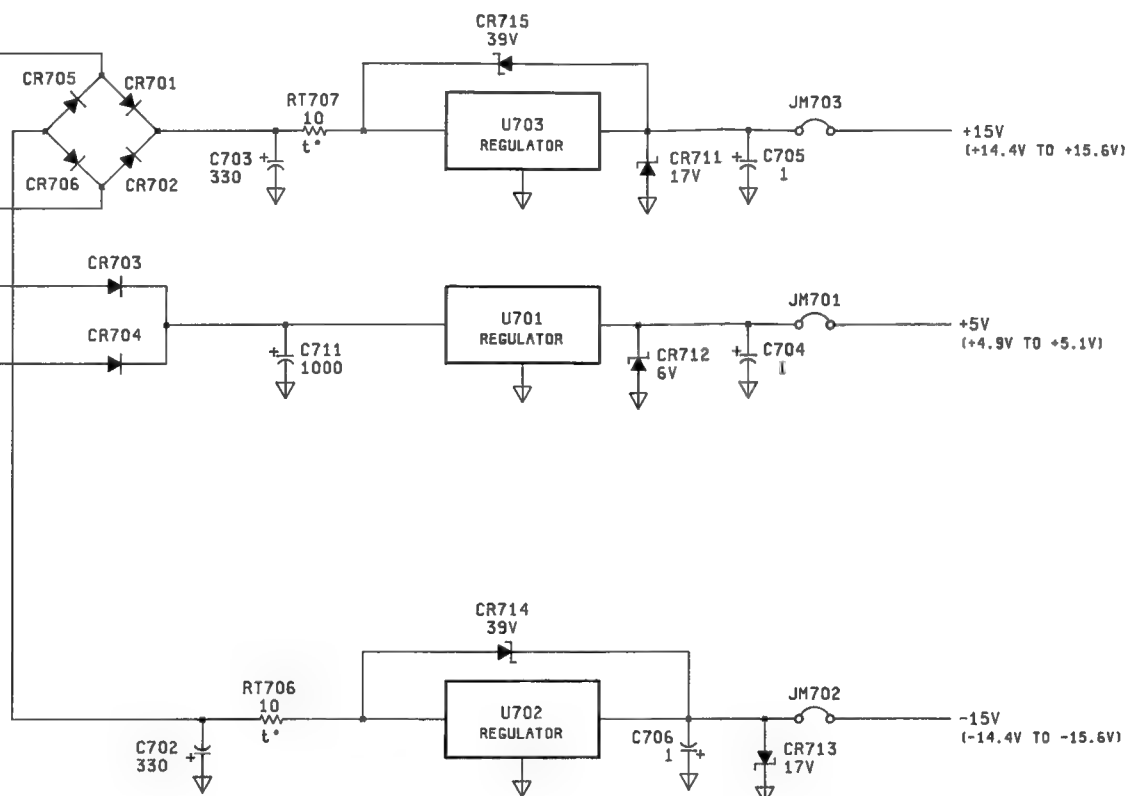 CR715
39V
CR705
CR701
RT707
10
t°
U703
REGULATOR
JM703
+15V
(+14.4V TO +15.6V)
C703
330
+
CR711
17V
+
C705
1
CR706
CR702
CR703
CR704
+
C711
1000
U701
REGULATOR
CR712
6V
+
C704
1
JM701
+5V
(+4.9V TO +5.1V)
CR714
39V
RT706
10
t°
C702
330
+
U702
REGULATOR
C706
1
+
JM702
CR713
17V
-15V
(-14.4V TO -15.6V)